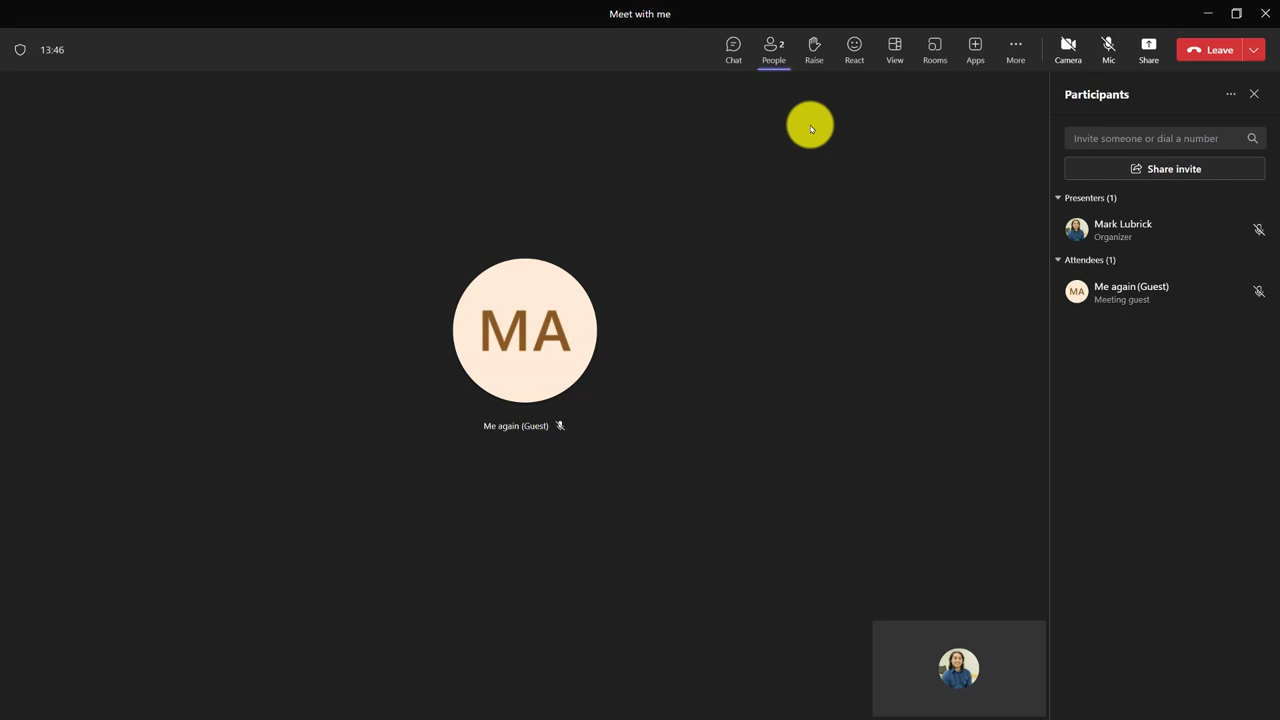 Meet with me
13:46
Chat
People 2
Raise
React
View
Rooms
Apps
More
Camera
Mic
Share
Leave
Participants
Invite someone or dial a number
Share invite
Presenters (1)
Mark Lubrick
Organizer
Attendees (1)
MA
Me again (Guest)
Meeting guest
MA
Me again (Guest)